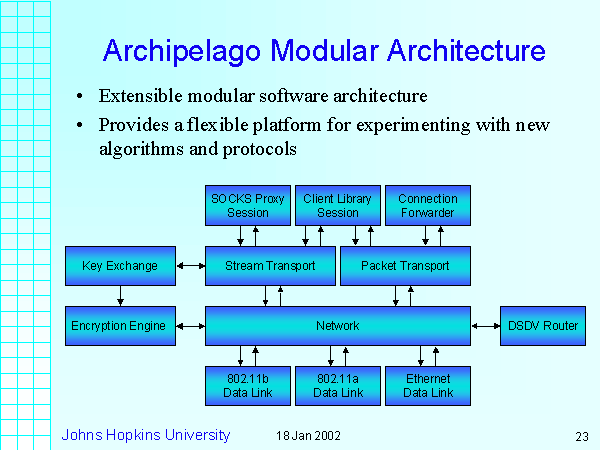 Archipelago Modular Architecture
• Extensible modular software architecture
• Provides a flexible platform for experimenting with new
algorithms and protocols
SOCKS Proxy
Session
Client Library
Session
Connection
Forwarder
Key Exchange
Stream Transport
Packet Transport
Encryption Engine
Network
DSDV Router
802.11b
Data Link
802.11a
Data Link
Ethernet
Data Link
Johns Hopkins University
18 Jan 2002
23